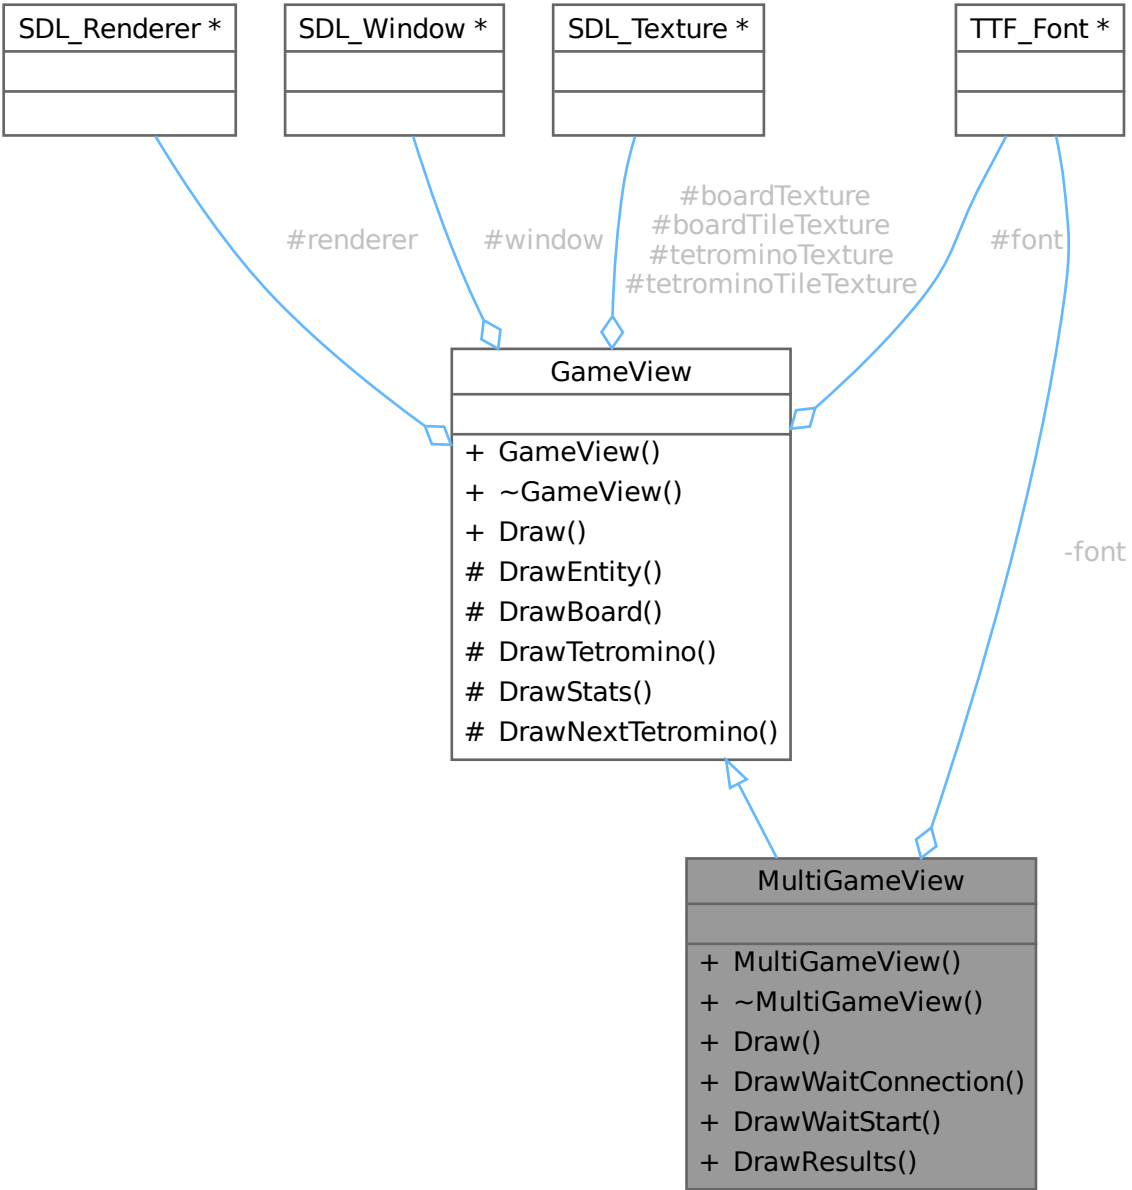 SDL_Renderer *
SDL_Window *
SDL_Texture *
TTF_Font *
#renderer
#window
#boardTexture
#boardTileTexture
#tetrominoTexture
#tetrominoTileTexture
#font
GameView
+ GameView()
+ ~GameView()
+ Draw()
# DrawEntity()
# DrawBoard()
# DrawTetromino()
# DrawStats()
# DrawNextTetromino()
-font
MultiGameView
+ MultiGameView()
+ ~MultiGameView()
+ Draw()
+ DrawWaitConnection()
+ DrawWaitStart()
+ DrawResults()